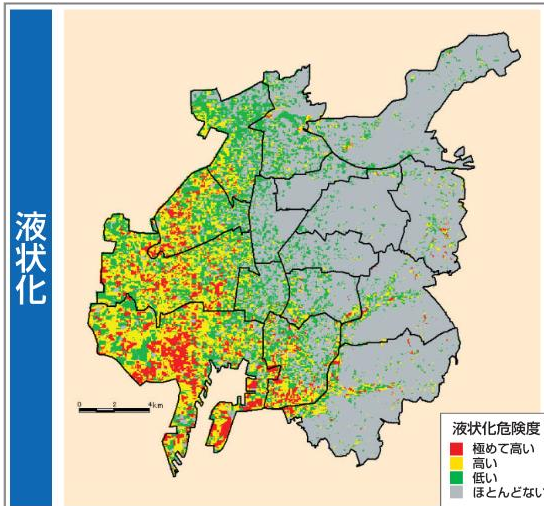 液状化
0 2 4km
液状化危険度
極めて高い
高い
低い
ほとんどない